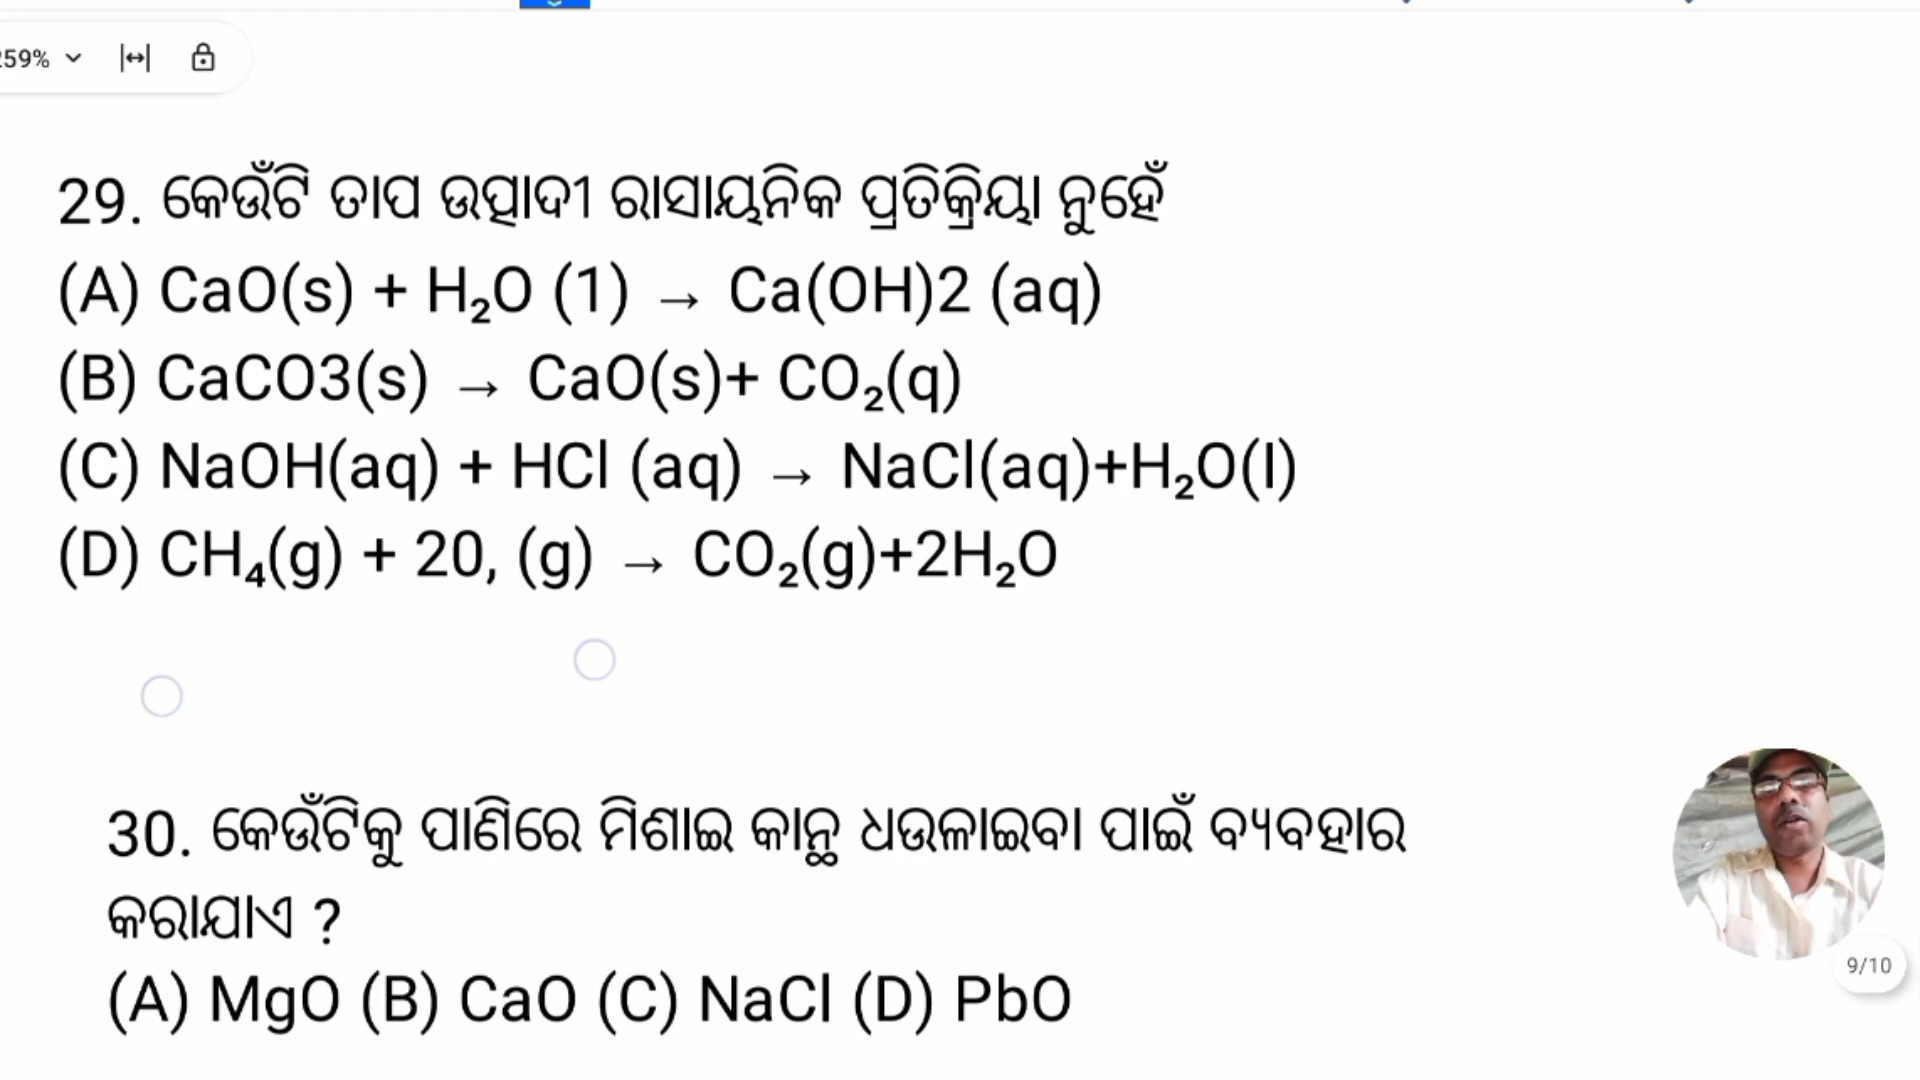 59%
29. କେଉଁଟି ତାପ ଉତ୍ପାଦୀ ରାସାୟନିକ ପ୍ରତିକ୍ରିୟା ନୁହେଁ
(A) CaO(s) + H₂O (1) → Ca(OH)2 (aq)
(B) CaCO3(s) → CaO(s)+ CO₂(q)
(C) NaOH(aq) + HCl (aq) → NaCl(aq)+H₂O(l)
(D) CH₄(g) + 20, (g) → CO₂(g)+2H₂O
30. କେଉଁଟିକୁ ପାଣିରେ ମିଶାଇ କାନ୍ଥ ଧଉଳାଇବା ପାଇଁ ବ୍ୟବହାର
କରାଯାଏ ?
(A) MgO (B) CaO (C) NaCl (D) PbO
9/10